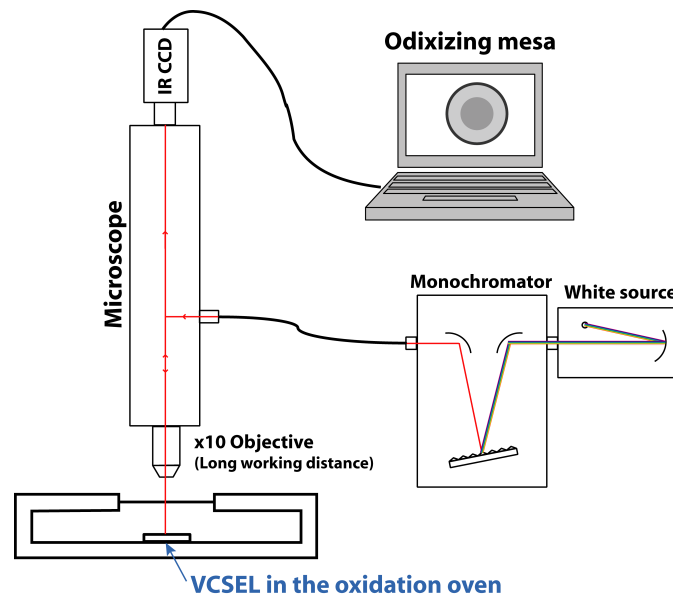 IR CCD
Odixizing mesa
Microscope
Monochromator
White source
x10 Objective
(Long working distance)
VCSEL in the oxidation oven